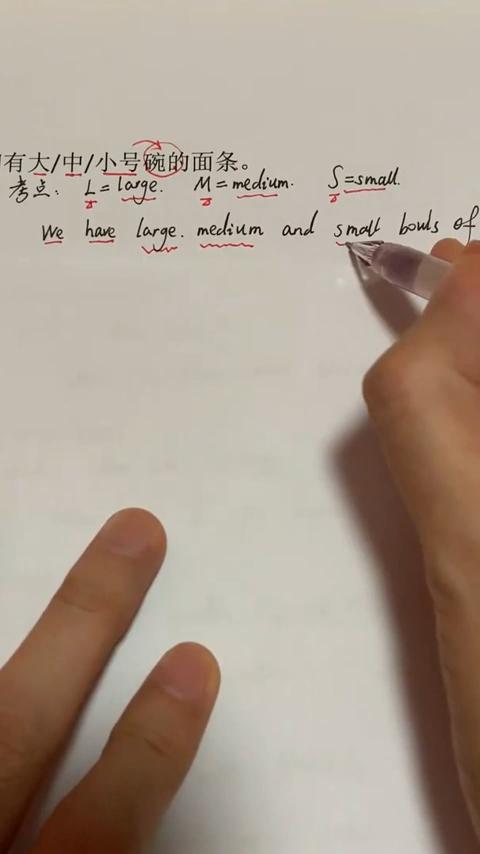 有大/中/小号碗的面条。
考点: L=large. M=medium. S=small.
We have large. medium and small bowls of